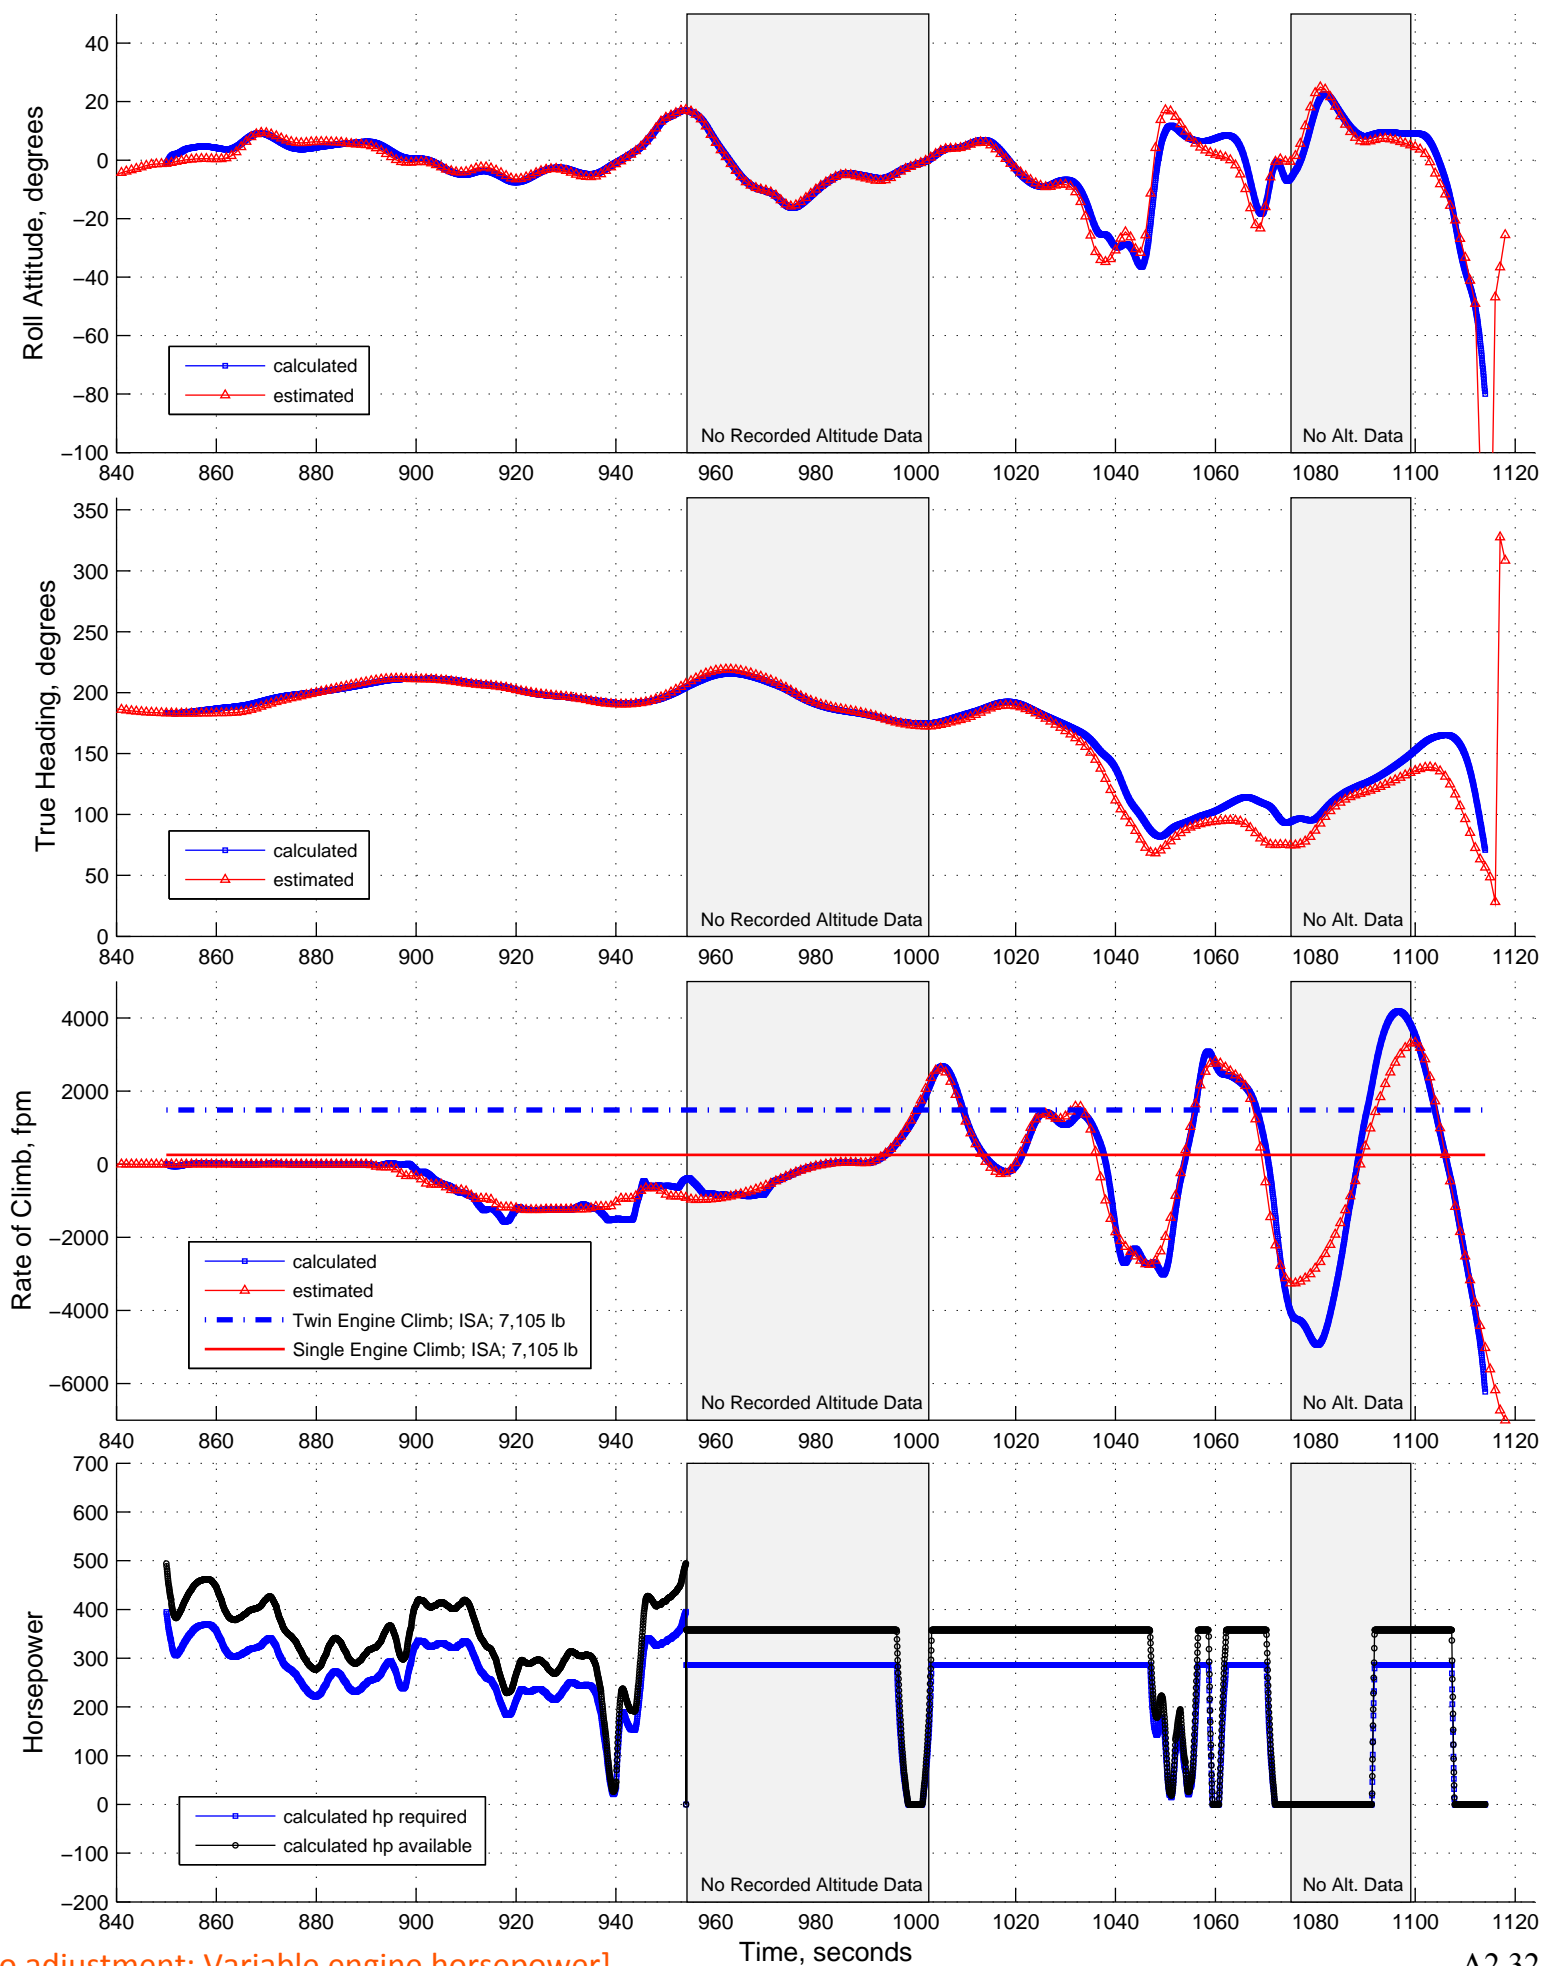 40
20
0
−20
−40
−60
−80
−100
Roll Attitude, degrees
calculated
estimated
No Recorded Altitude Data
No Alt. Data
840 860 880 900 920 940 960 980 1000 1020 1040 1060 1080 1100 1120
350
300
250
200
150
100
50
0
True Heading, degrees
calculated
estimated
No Recorded Altitude Data
No Alt. Data
840 860 880 900 920 940 960 980 1000 1020 1040 1060 1080 1100 1120
4000
2000
0
−2000
−4000
−6000
Rate of Climb, fpm
calculated
estimated
Twin Engine Climb; ISA; 7,105 lb
Single Engine Climb; ISA; 7,105 lb
No Recorded Altitude Data
No Alt. Data
840 860 880 900 920 940 960 980 1000 1020 1040 1060 1080 1100 1120
700
600
500
400
300
200
100
0
−100
−200
Horsepower
calculated hp required
calculated hp available
No Recorded Altitude Data
No Alt. Data
840 860 880 900 920 940 960 980 1000 1020 1040 1060 1080 1100 1120
Time, seconds
adjustment: Variable engine horsepower]
A2-32